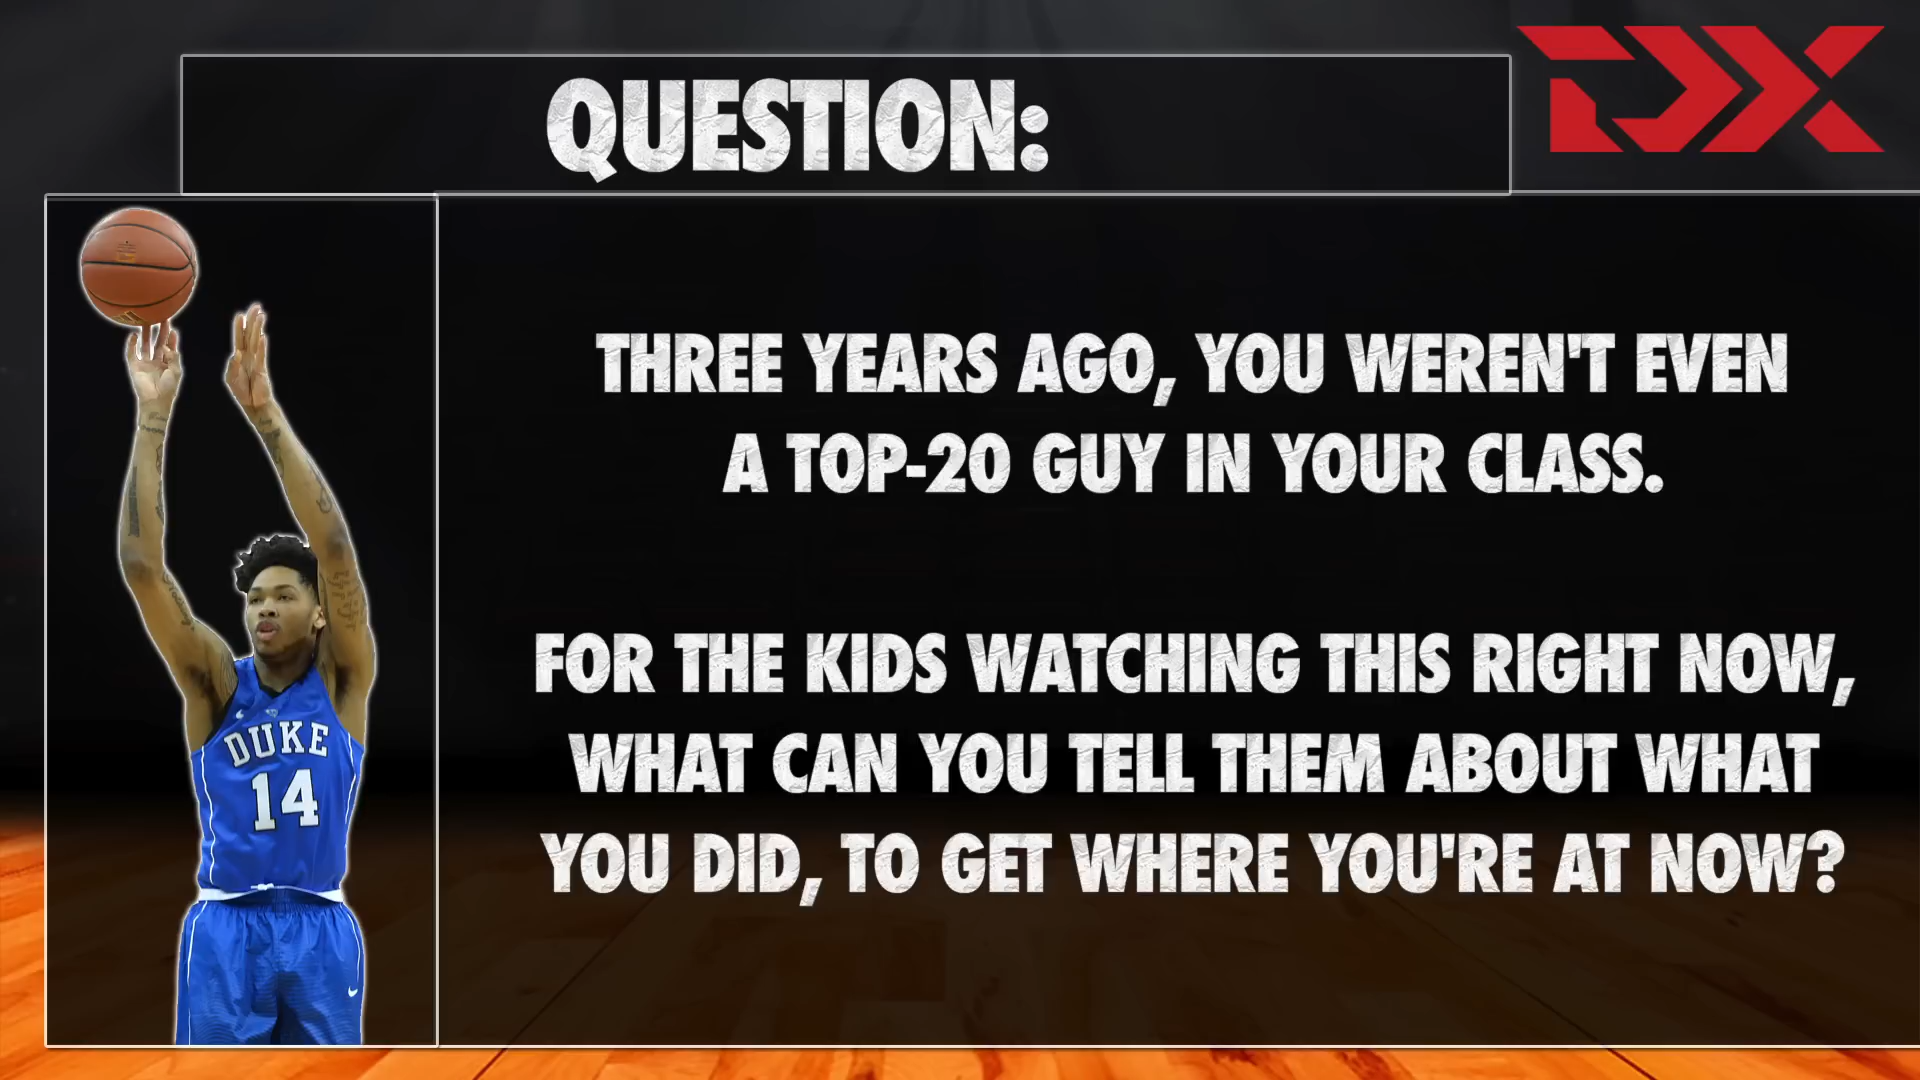 QUESTION:
DX
THREE YEARS AGO, YOU WEREN'T EVEN
A TOP-20 GUY IN YOUR CLASS.
FOR THE KIDS WATCHING THIS RIGHT NOW,
WHAT CAN YOU TELL THEM ABOUT WHAT
YOU DID, TO GET WHERE YOU'RE AT NOW?
DUKE
14